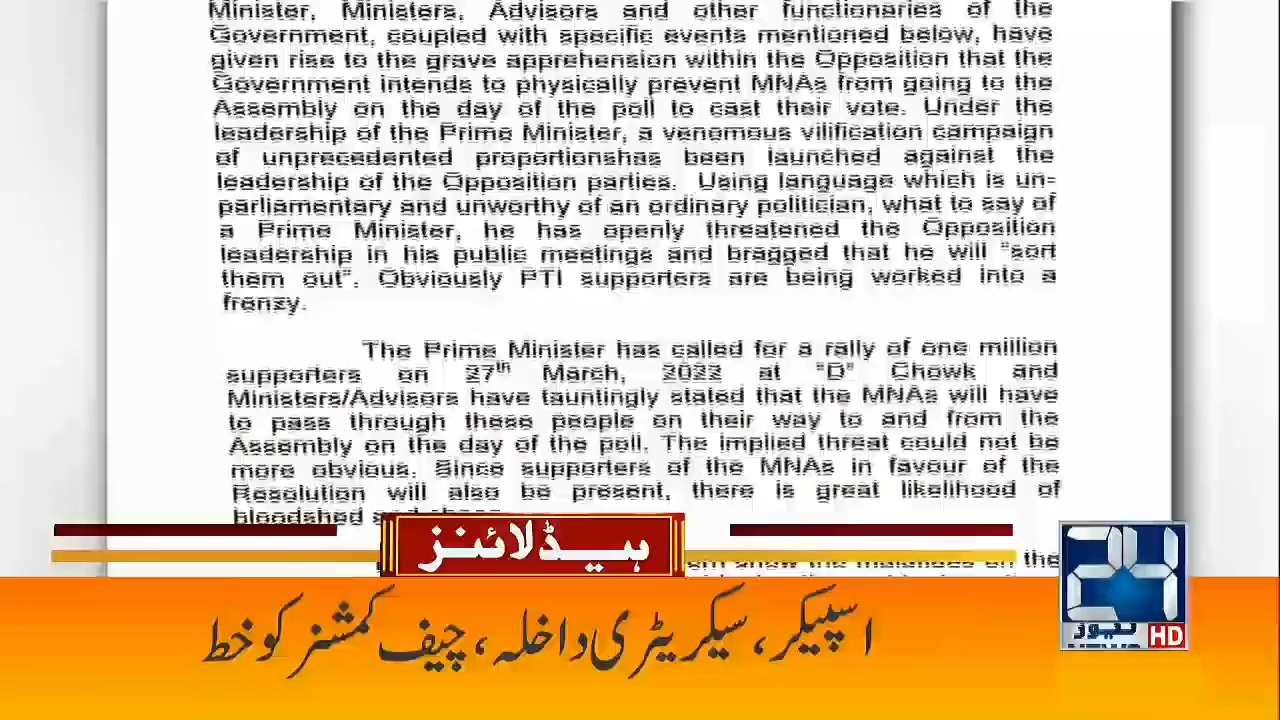 Minister, Ministers, Advisors and other functionaries of the
Government, coupled with specific events mentioned below, have
given rise to the grave apprehension within the Opposition that the
Government intends to physically prevent MNAs from going to the
Assembly on the day of the poll to cast their vote. Under the
leadership of the Prime Minister, a venomous vilification campaign
of unprecedented proportionshas been launched against the
leadership of the Opposition parties. Using language which is un-
parliamentary and unworthy of an ordinary politician, what to say of
a Prime Minister, he has openly threatened the Opposition
leadership in his public meetings and bragged that he will "sort
them out". Obviously PTI supporters are being worked into a
frenzy.
The Prime Minister has called for a rally of one million
supporters on 27th March, 2022 at "D" Chowk and
Ministers/Advisors have tauntingly stated that the MNAs will have
to pass through these people on their way to and from the
Assembly on the day of the poll. The implied threat could not be
more obvious. Since supporters of the MNAs in favour of the
Resolution will also be present, there is great likelihood of
bloodshed and
on the
ہیڈلائنز
اسپیکر، سیکریٹری داخلہ، چیف کمشنر کو خط
24
نیوز HD